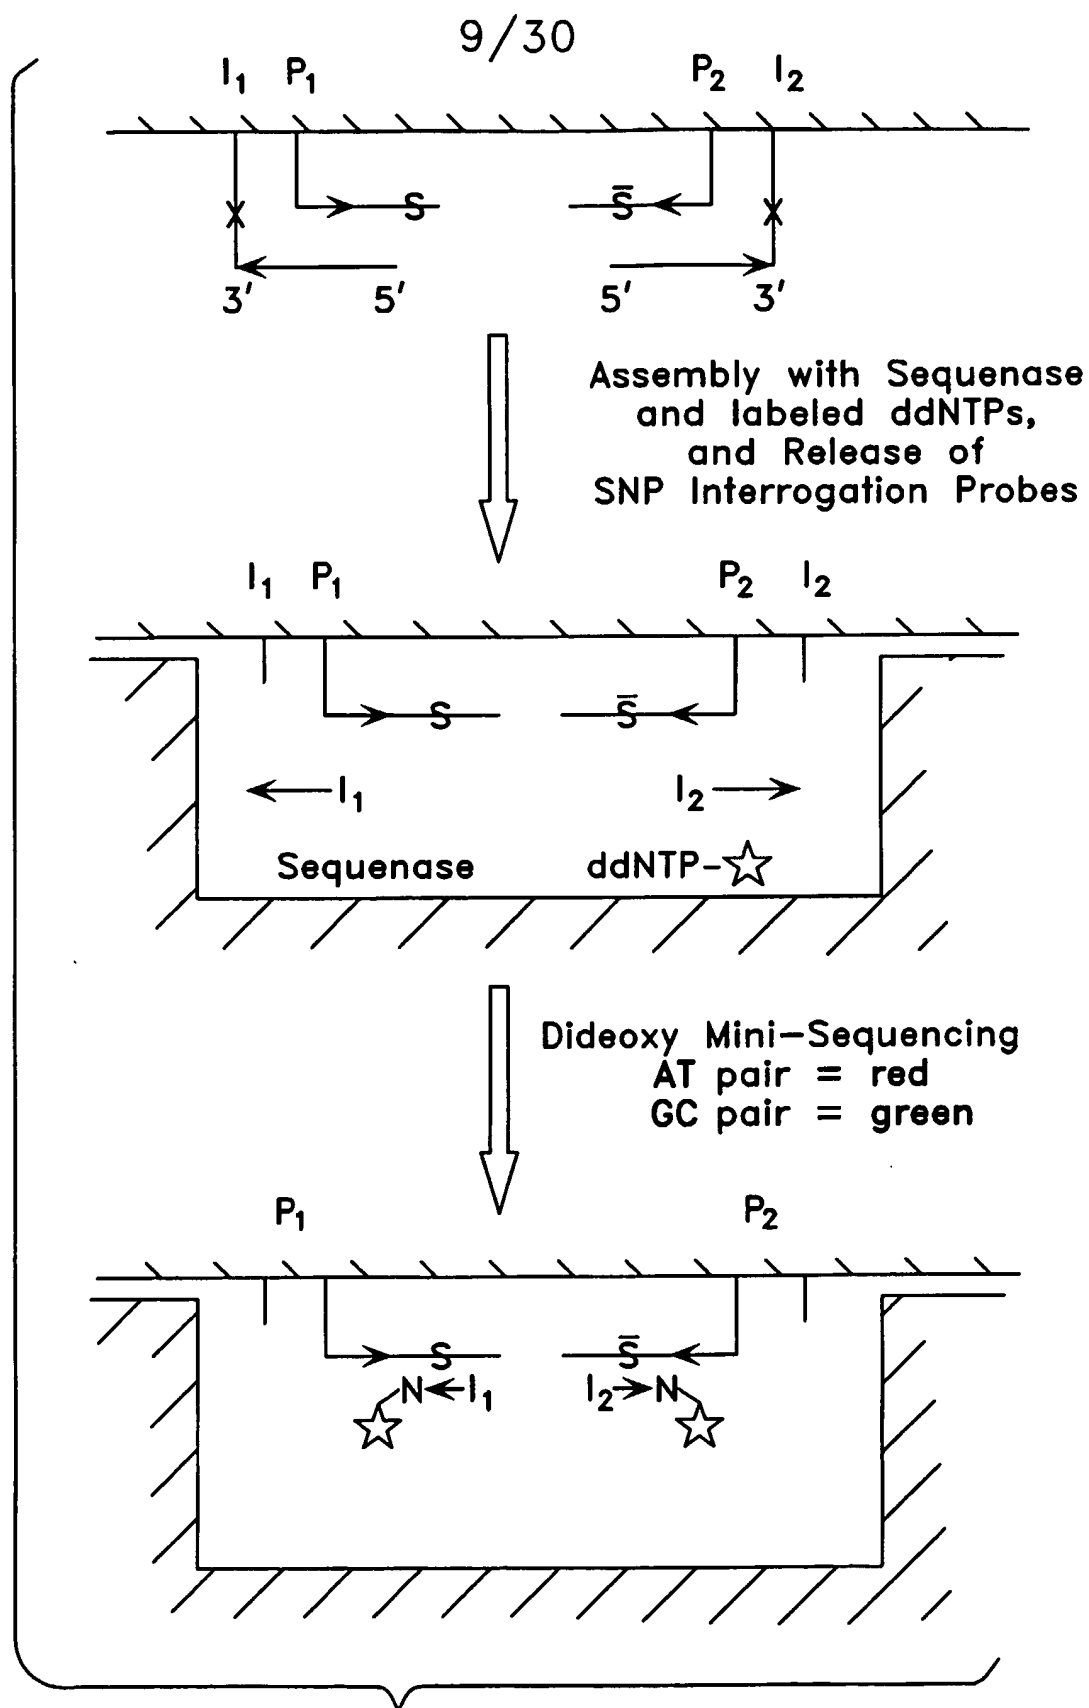 9/30
I₁ P₁ P₂ I₂
S S̄
3' 5' 5' 3'
Assembly with Sequenase
and labeled ddNTPs,
and Release of
SNP Interrogation Probes
I₁ P₁ P₂ I₂
S S̄
I₁ I₂
Sequenase ddNTP-☆
Dideoxy Mini-Sequencing
AT pair = red
GC pair = green
P₁ P₂
S S̄
N I₁ I₂ N